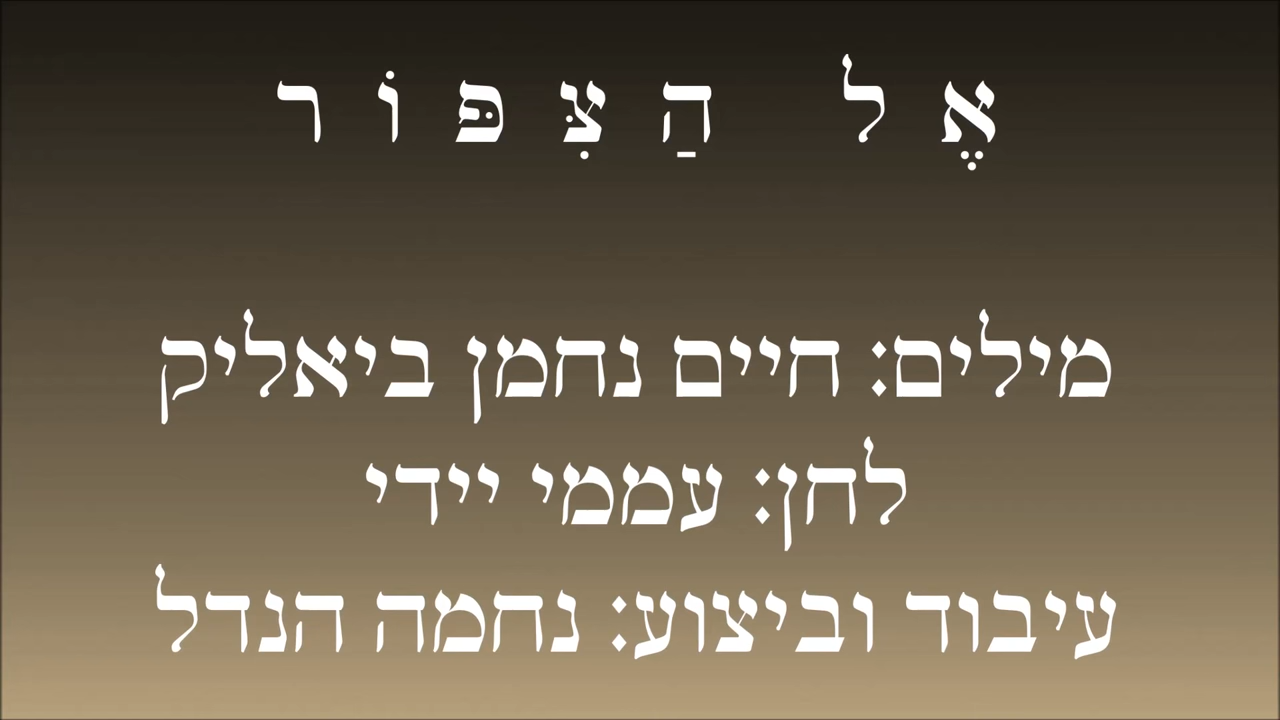 אֶל הַצִּפּוֹר
מילים: חיים נחמן ביאליק
לחן: עממי יידי
עיבוד וביצוע: נחמה הנדל